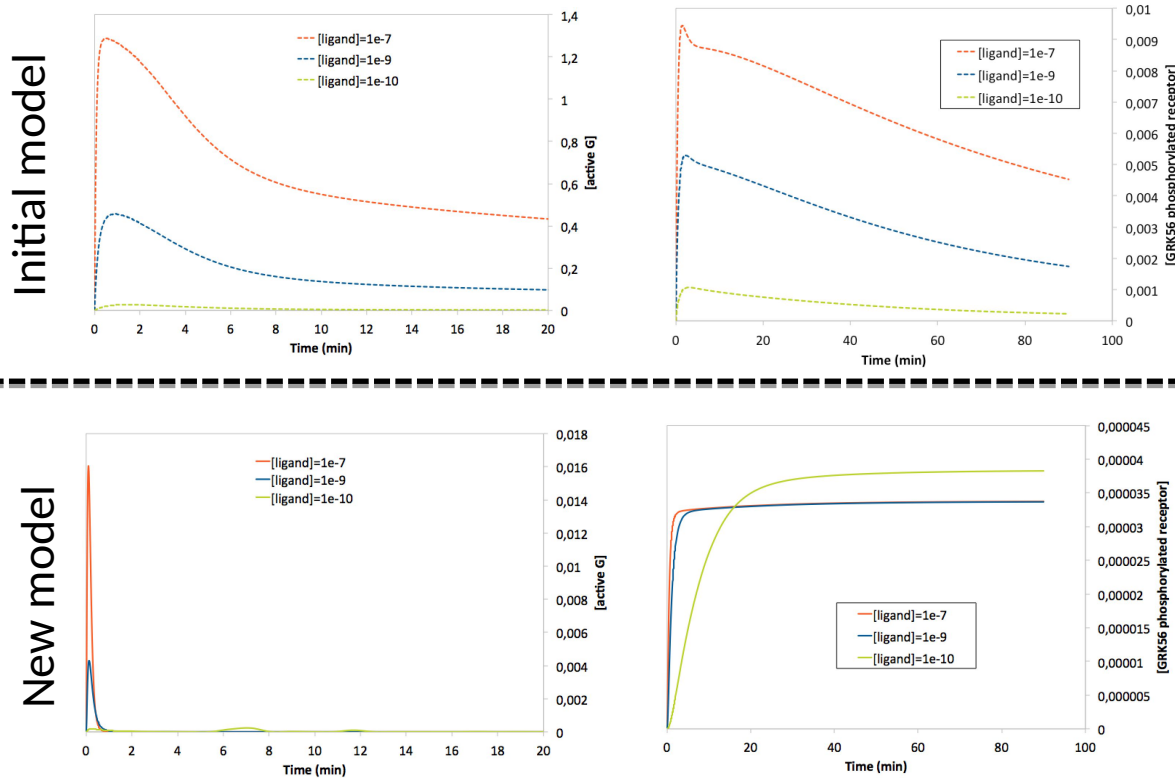 Initial model
[ligand]=1e-7
[ligand]=1e-9
[ligand]=1e-10
1,4
1,2
1
0,8
0,6
0,4
0,2
0
[active G]
0 2 4 6 8 10 12 14 16 18 20
Time (min)
[ligand]=1e-7
[ligand]=1e-9
[ligand]=1e-10
0,01
0,009
0,008
0,007
0,006
0,005
0,004
0,003
0,002
0,001
0
[GRK56 phosphorylated receptor]
0 20 40 60 80 100
Time (min)
New model
[ligand]=1e-7
[ligand]=1e-9
[ligand]=1e-10
0,018
0,016
0,014
0,012
0,01
0,008
0,006
0,004
0,002
0
[active G]
0 2 4 6 8 10 12 14 16 18 20
Time (min)
[ligand]=1e-7
[ligand]=1e-9
[ligand]=1e-10
0,000045
0,00004
0,000035
0,00003
0,000025
0,00002
0,000015
0,00001
0,000005
0
[GRK56 phosphorylated receptor]
0 20 40 60 80 100
Time (min)